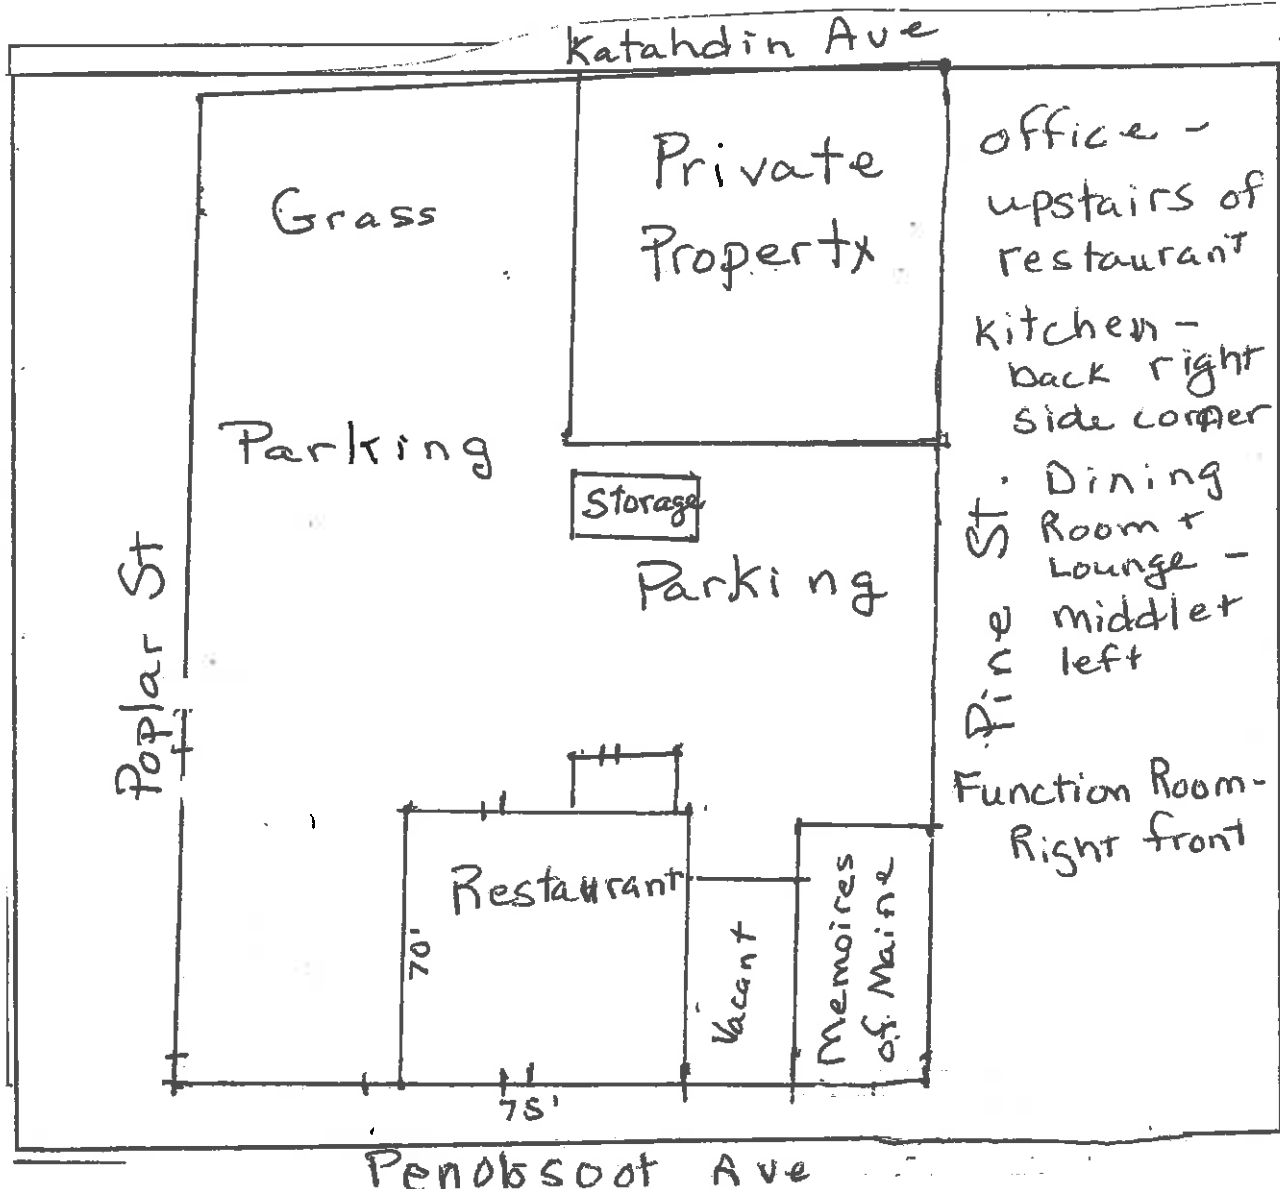 Katahdin Ave
Grass
Private
Property
office -
upstairs of
restaurant
Kitchen -
back right
side corner
Parking
Storage
Parking
Dining
Room +
Lounge -
middle +
left
Pine St.
Poplar St
Function Room -
Right front
Restaurant
70'
Vacant
Memoires
of Maine
75'
Penobsoot Ave